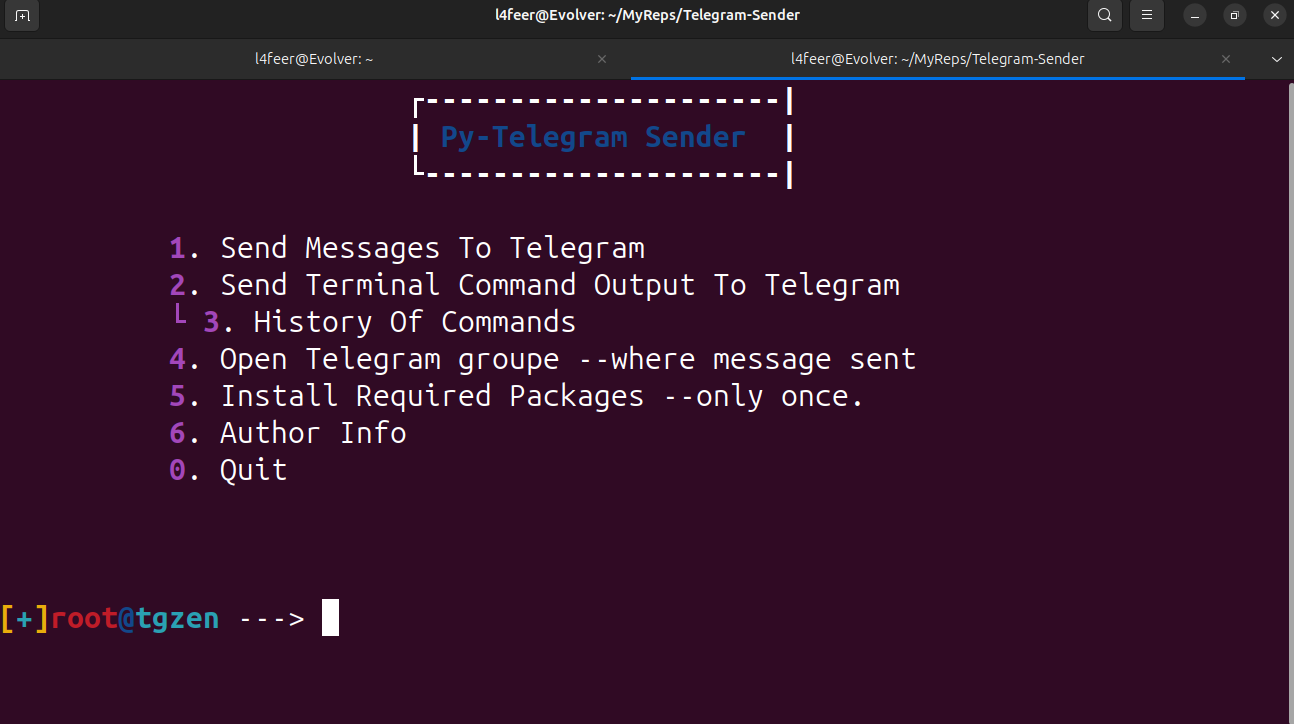 l4feer@Evolver: ~/MyReps/Telegram-Sender
l4feer@Evolver: ~
l4feer@Evolver: ~/MyReps/Telegram-Sender
Py-Telegram Sender
1. Send Messages To Telegram
2. Send Terminal Command Output To Telegram
3. History Of Commands
4. Open Telegram groupe --where message sent
5. Install Required Packages --only once.
6. Author Info
0. Quit
[+]root@tgzen --->